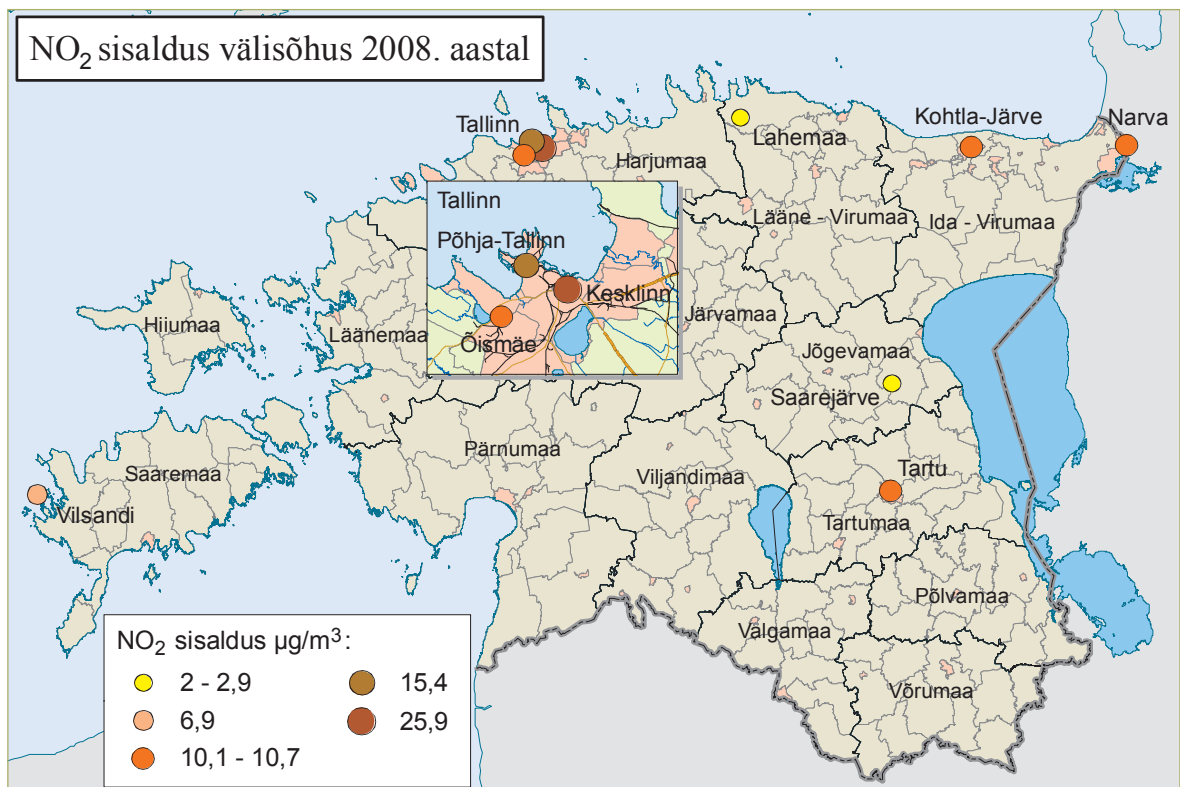 NO₂ sisaldus välisõhus 2008. aastal
Tallinn
Lahemaa
Kohtla-Järve
Narva
Harjumaa
Lääne - Virumaa
Ida - Virumaa
Tallinn
Põhja-Tallinn
Kesklinn
Õismäe
Hiiumaa
Läänemaa
Järvamaa
Jõgevamaa
Saarejärve
Pärnumaa
Saaremaa
Viljandimaa
Tartu
Vilsandi
Tartumaa
Põlvamaa
Välgamaa
Võrumaa
NO₂ sisaldus µg/m³:
2 - 2,9
15,4
6,9
25,9
10,1 - 10,7